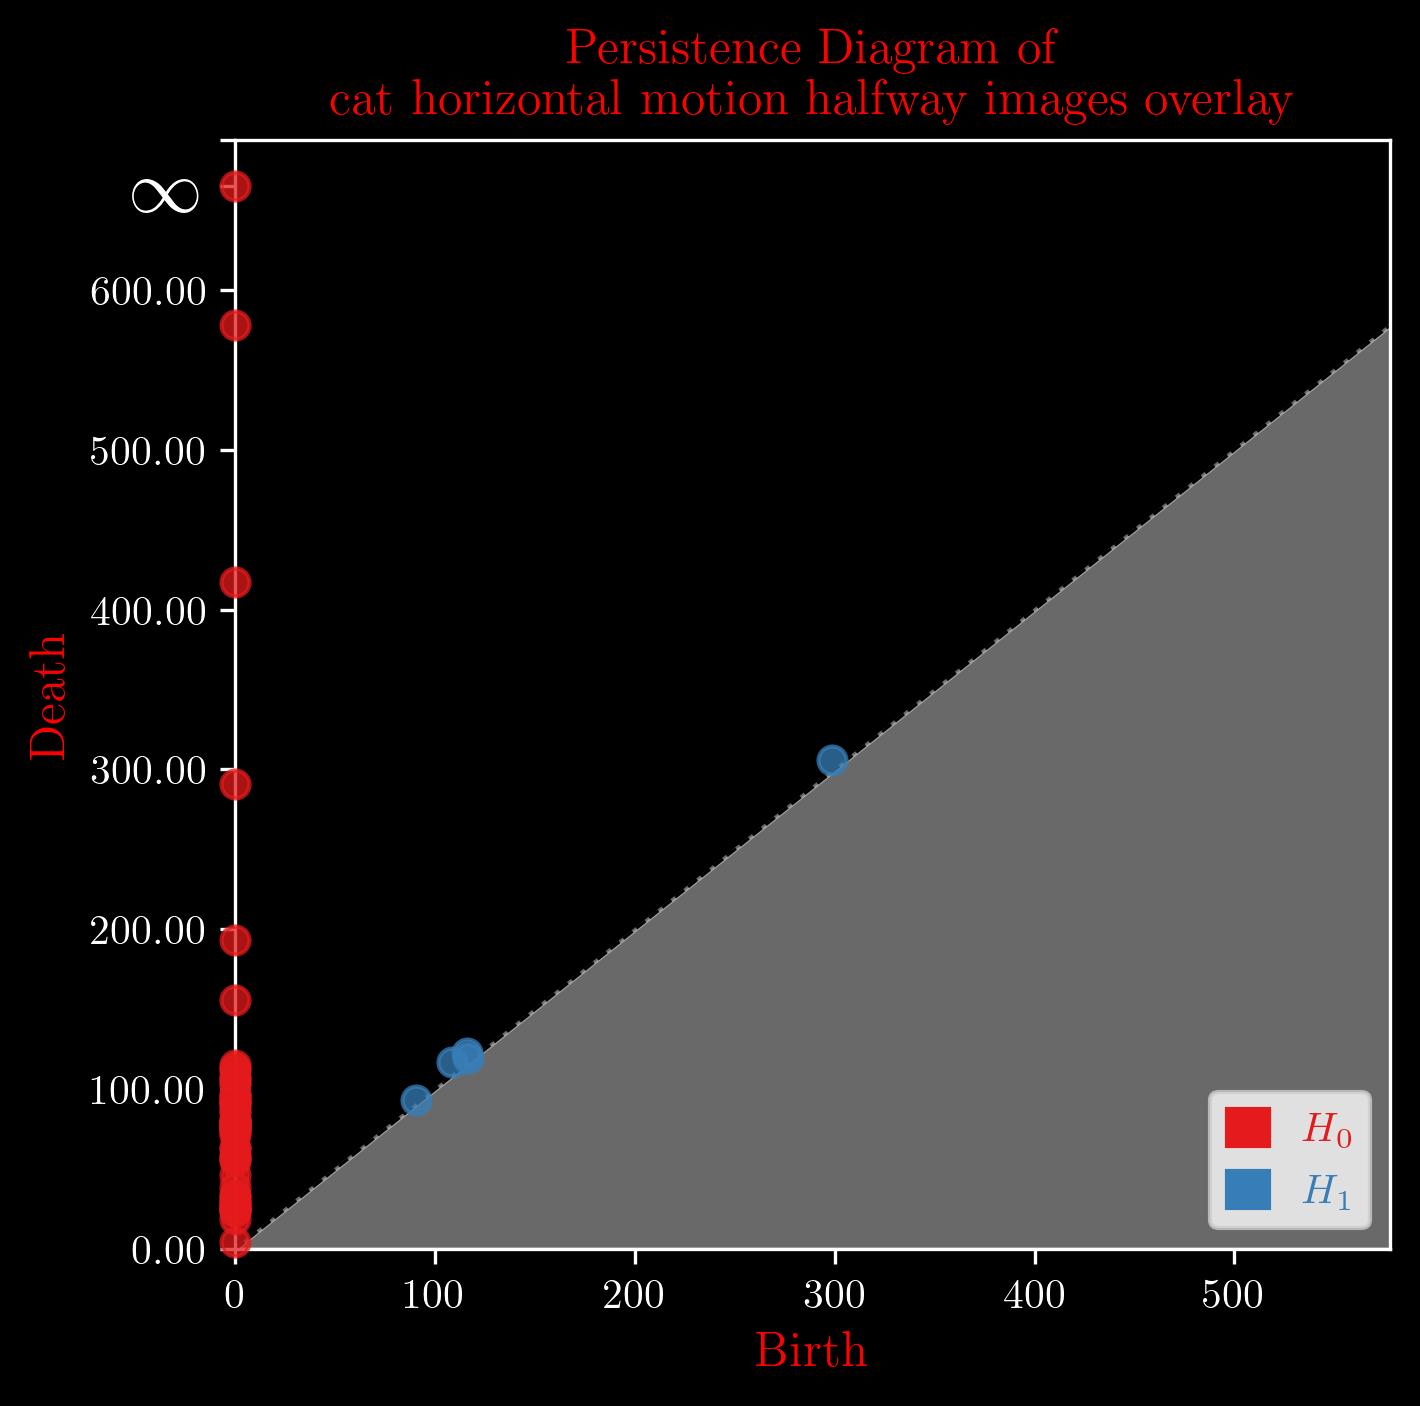 Persistence Diagram of
cat horizontal motion halfway images overlay
∞
600.00
500.00
400.00
300.00
200.00
100.00
0.00
Death
0 100 200 300 400 500
Birth
H₀
H₁